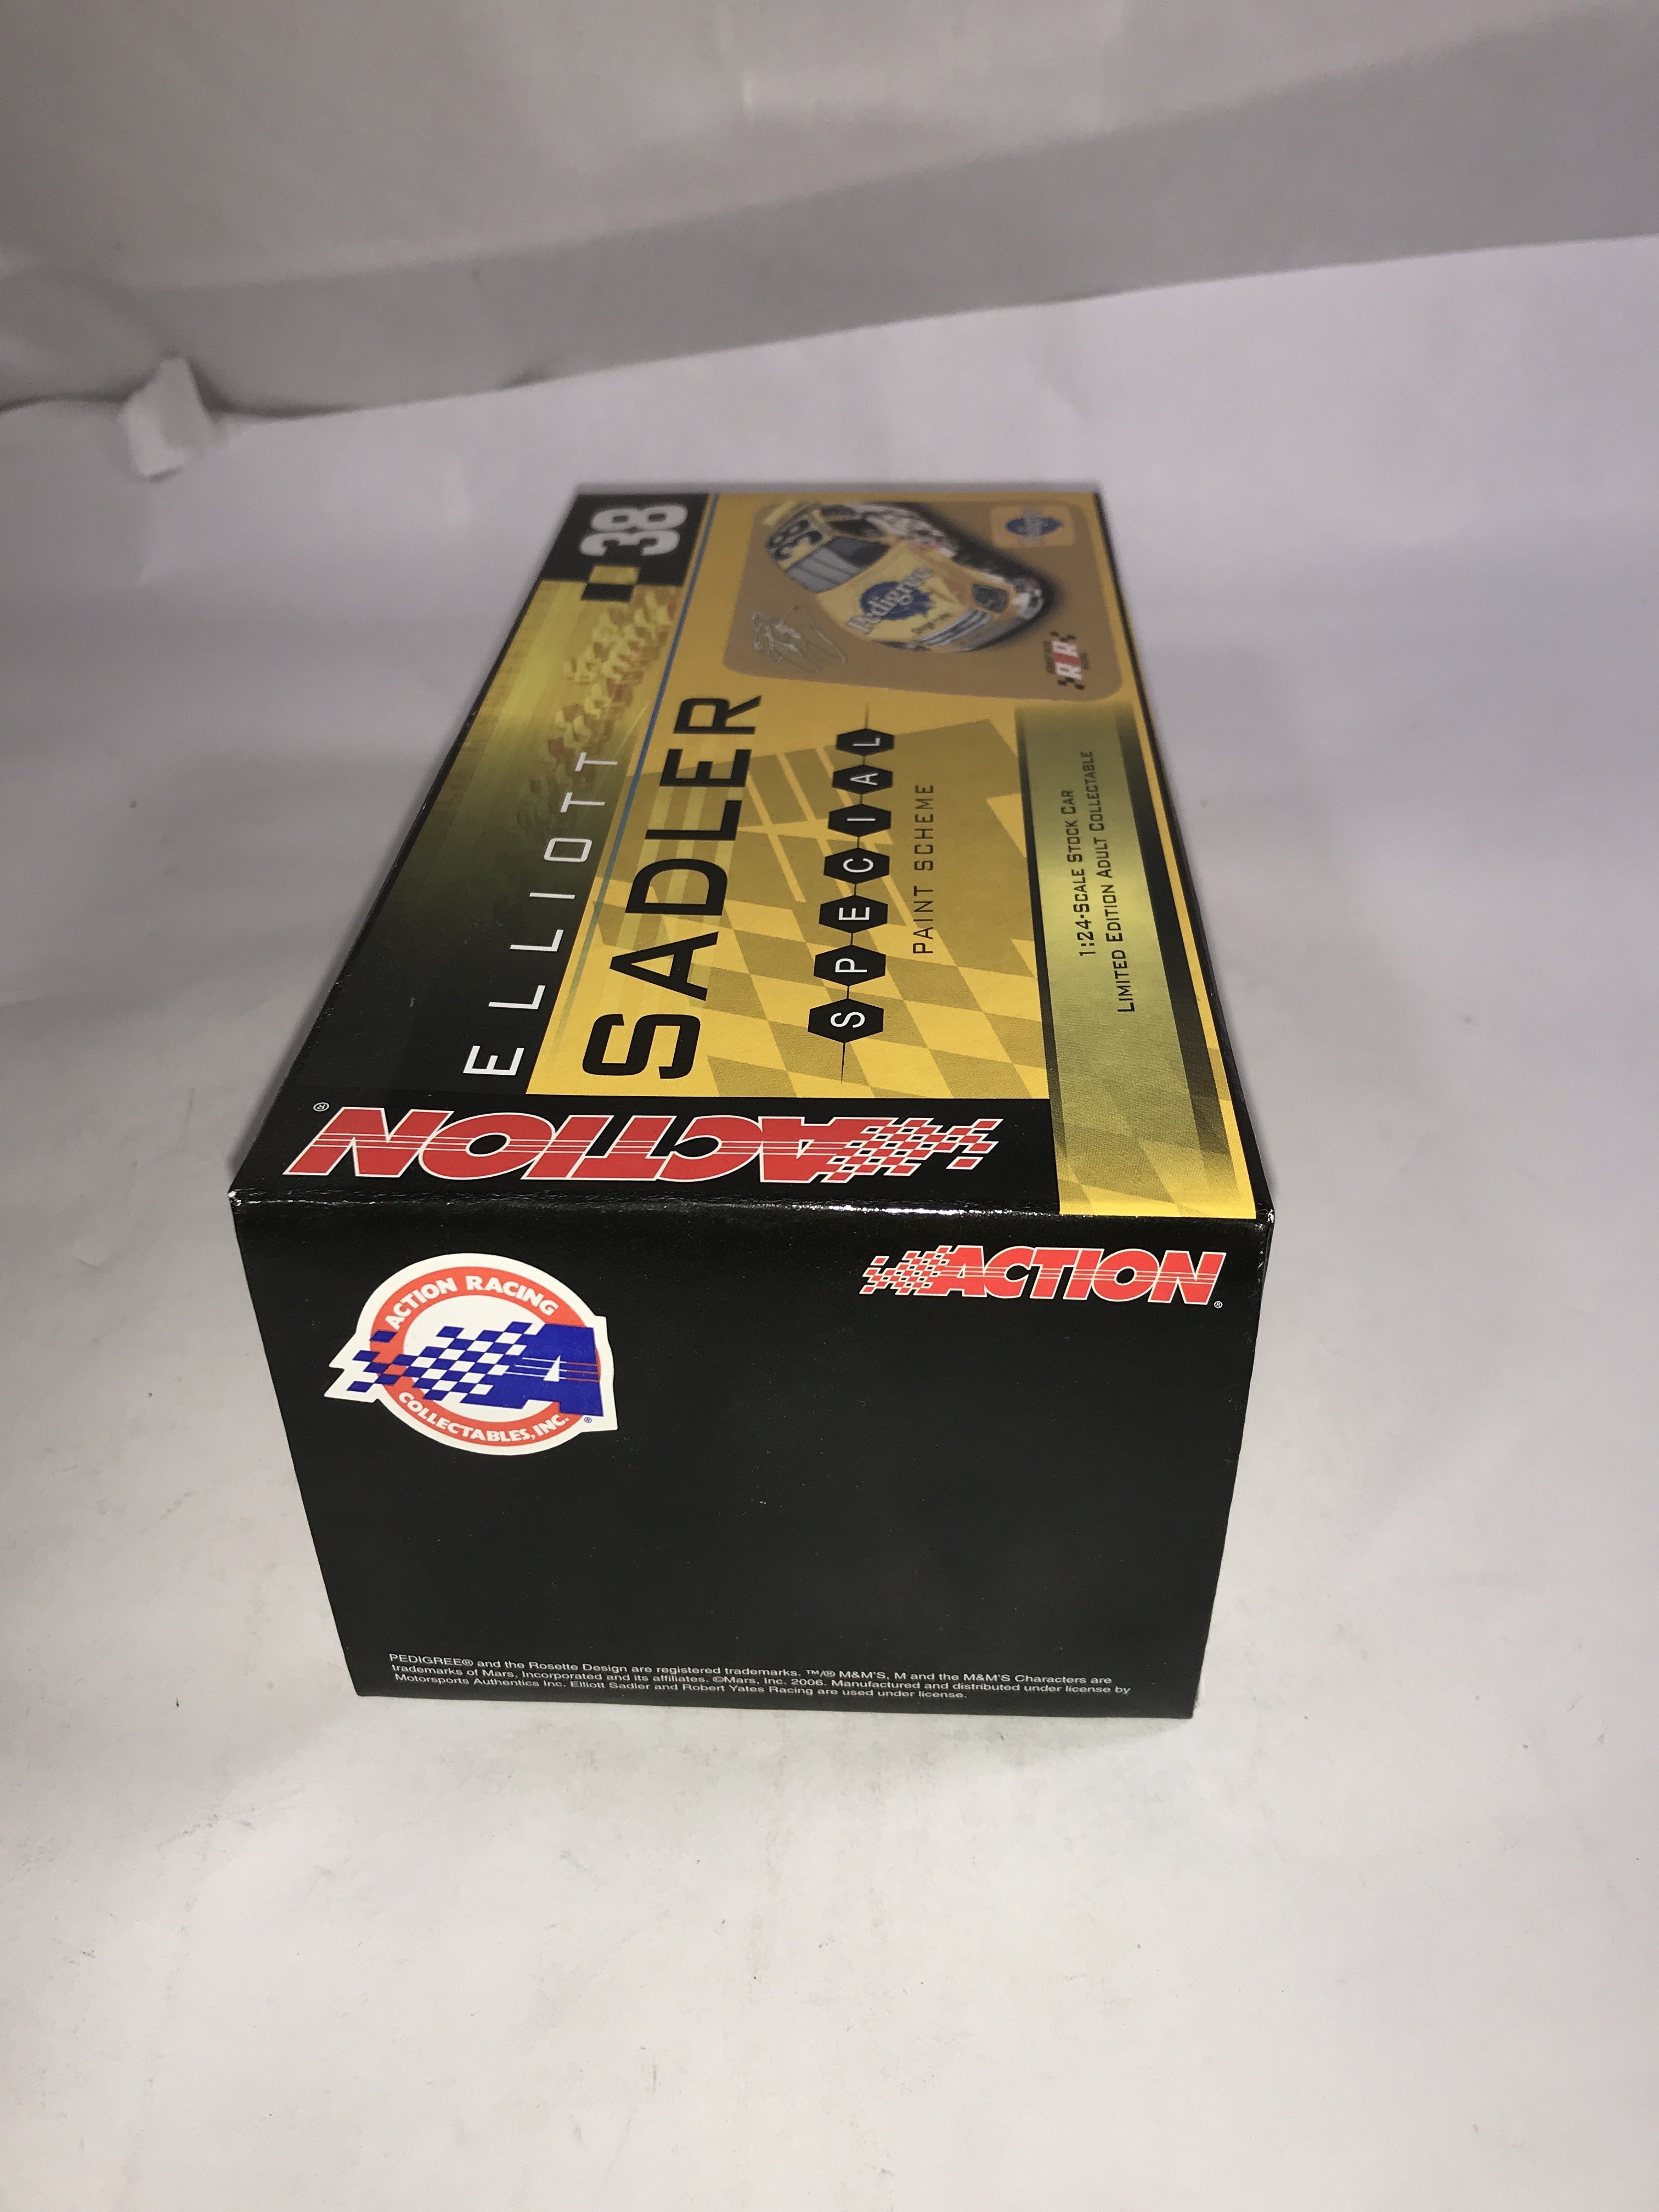 38
ELLIOTT
SADLER
SPECIAL
PAINT SCHEME
Pedigree
1:24-SCALE STOCK CAR
LIMITED EDITION ADULT COLLECTABLE
ACTION®
ACTION®
ACTION RACING
A
COLLECTABLES, INC.®
PEDIGREE® and the Rosette Design are registered trademarks. ™/® M&M'S, M and the M&M'S Characters are
trademarks of Mars, Incorporated and its affiliates. ©Mars, Inc. 2006. Manufactured and distributed under license by
Motorsports Authentics Inc. Elliott Sadler and Robert Yates Racing are used under license.